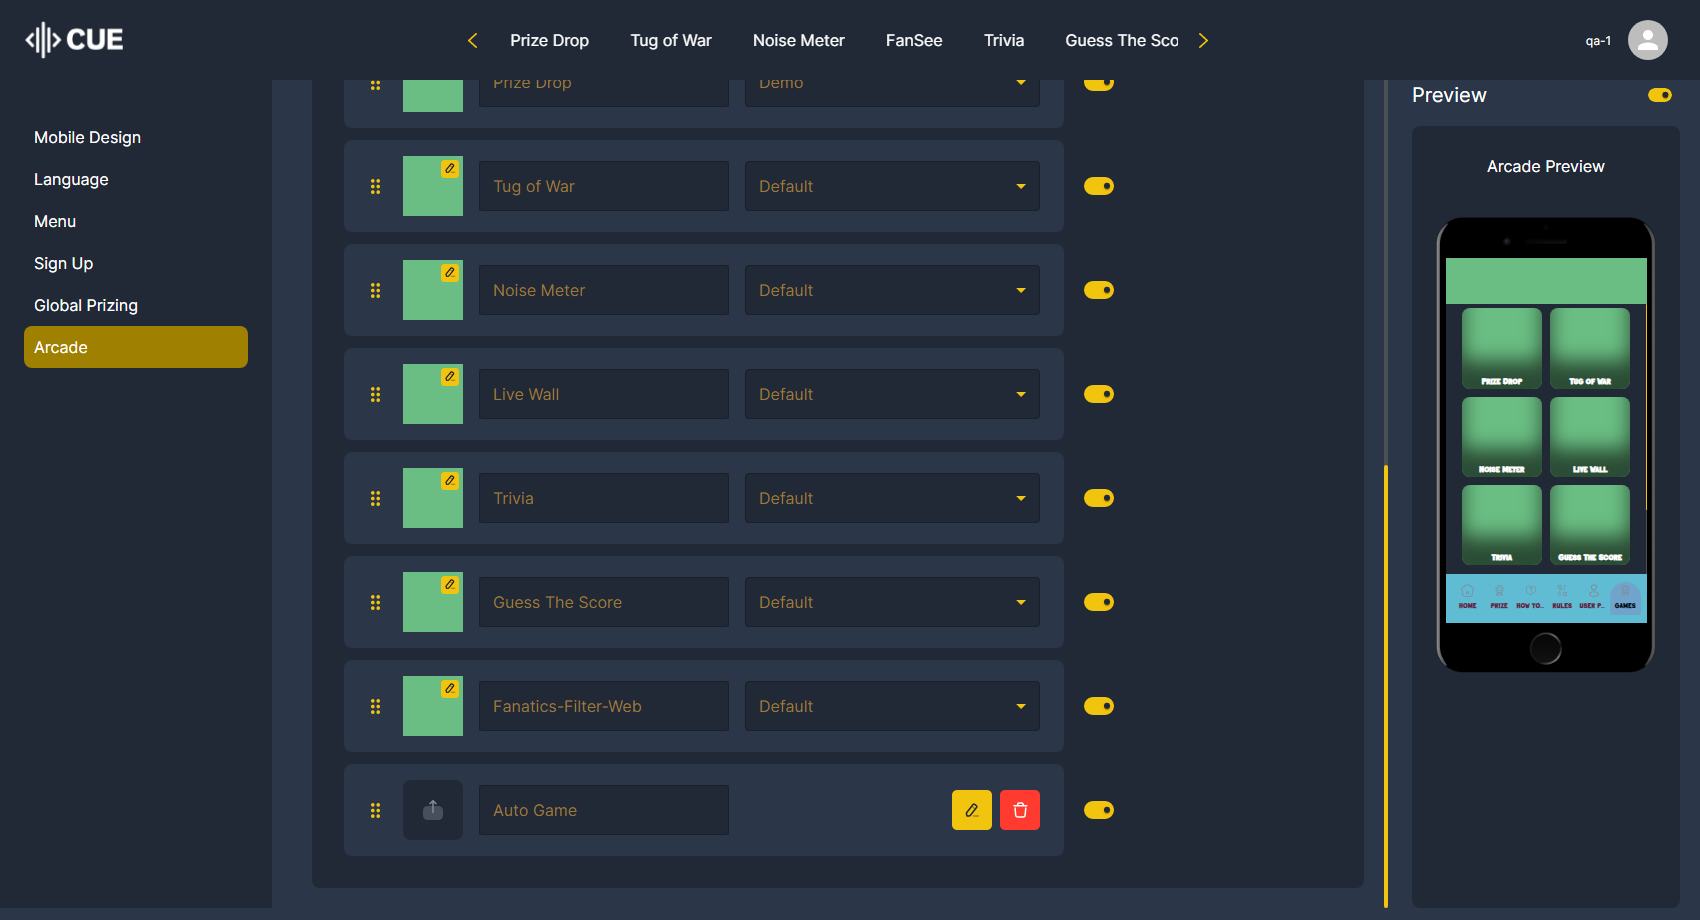 CUE
Prize Drop
Tug of War
Noise Meter
FanSee
Trivia
Guess The Sco
qa-1
Mobile Design
Language
Menu
Sign Up
Global Prizing
Arcade
Prize Drop
Demo
Tug of War
Default
Noise Meter
Default
Live Wall
Default
Trivia
Default
Guess The Score
Default
Fanatics-Filter-Web
Default
Auto Game
Preview
Arcade Preview
Prize Drop
Tug of War
Noise Meter
Live Wall
Trivia
Guess The Score
HOME
PRIZE
HOW TO..
RULES
USER P..
GAMES